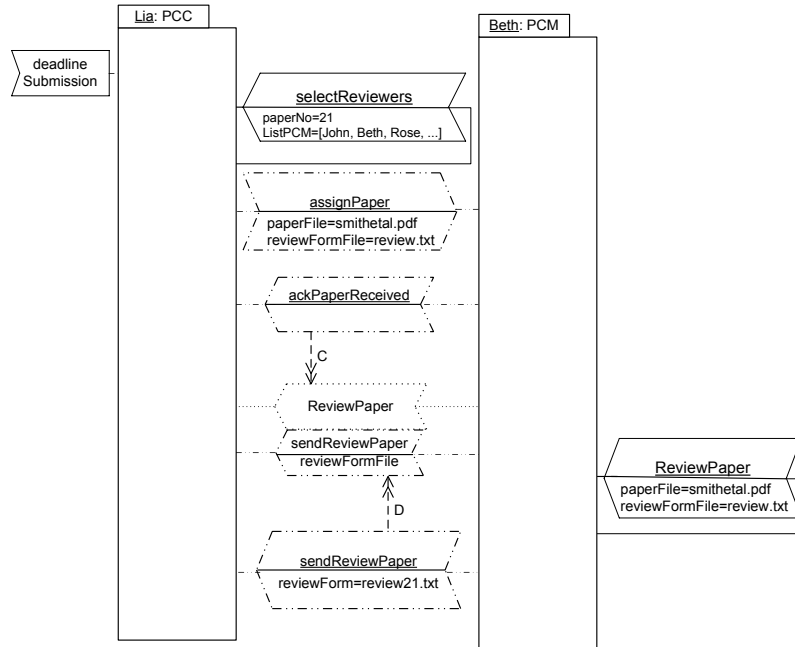 Lia: PCC
Beth: PCM
deadline
Submission
selectReviewers
paperNo=21
ListPCM=[John, Beth, Rose, ...]
assignPaper
paperFile=smithetal.pdf
reviewFormFile=review.txt
ackPaperReceived
C
ReviewPaper
sendReviewPaper
reviewFormFile
ReviewPaper
paperFile=smithetal.pdf
reviewFormFile=review.txt
D
sendReviewPaper
reviewForm=review21.txt